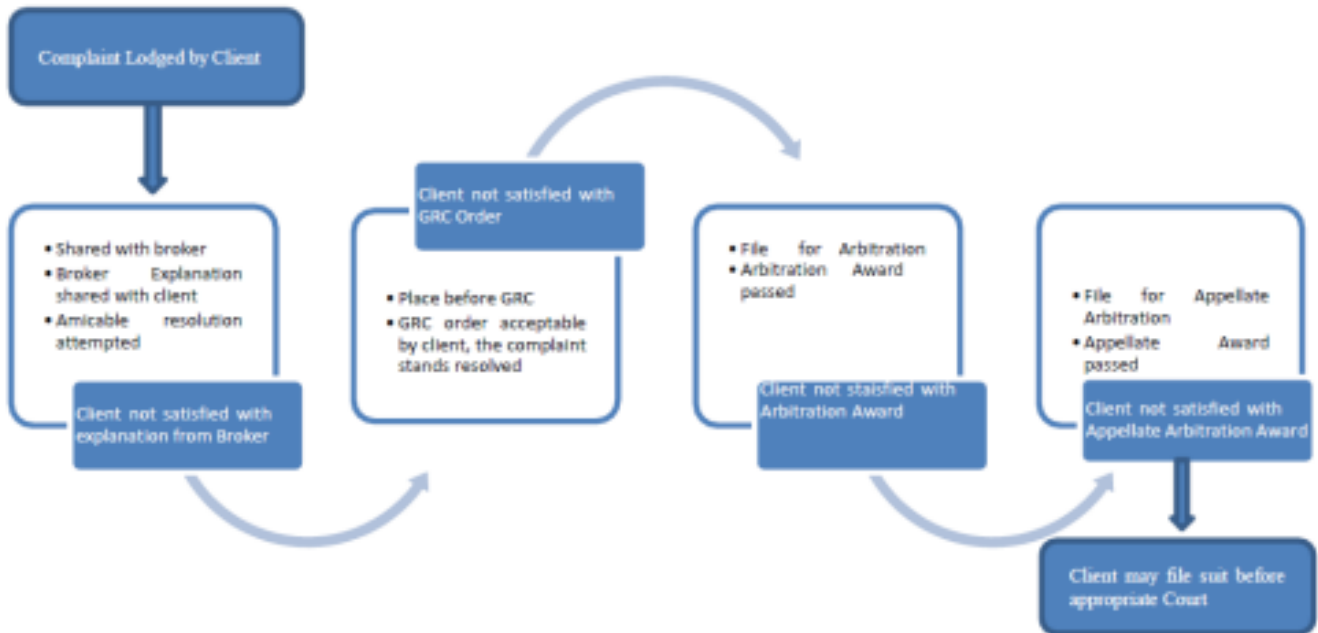 Complaint Lodged by Client
▪ Shared with broker
▪ Broker Explanation
shared with client
▪ Amicable resolution
attempted
Client not satisfied with
explanation from Broker
Client not satisfied with
GRC Order
▪ Place before GRC
▪ GRC order acceptable
by client, the complaint
stands resolved
▪ File for Arbitration
▪ Arbitration Award
passed
Client not staisfied with
Arbitration Award
▪ File for Appellate
Arbitration
▪ Appellate Award
passed
Client not satisfied with
Appellate Arbitration Award
Client may file suit before
appropriate Court